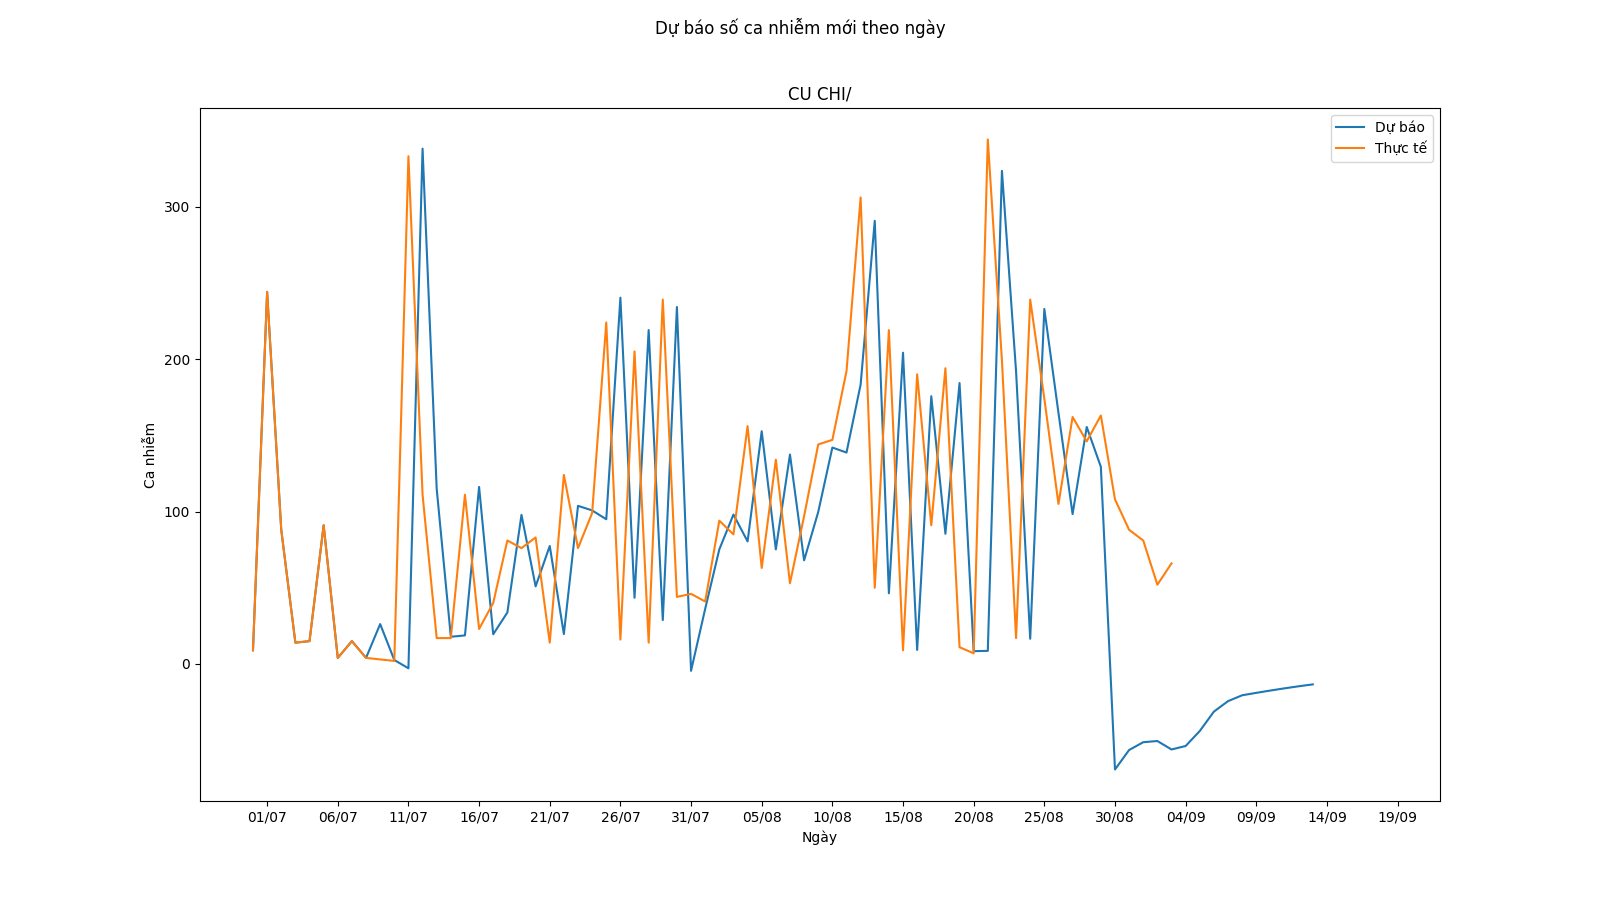 Dự báo số ca nhiễm mới theo ngày
CU CHI/
Dự báo
Thực tế
300
200
100
0
Ca nhiễm
01/07 06/07 11/07 16/07 21/07 26/07 31/07 05/08 10/08 15/08 20/08 25/08 30/08 04/09 09/09 14/09 19/09
Ngày